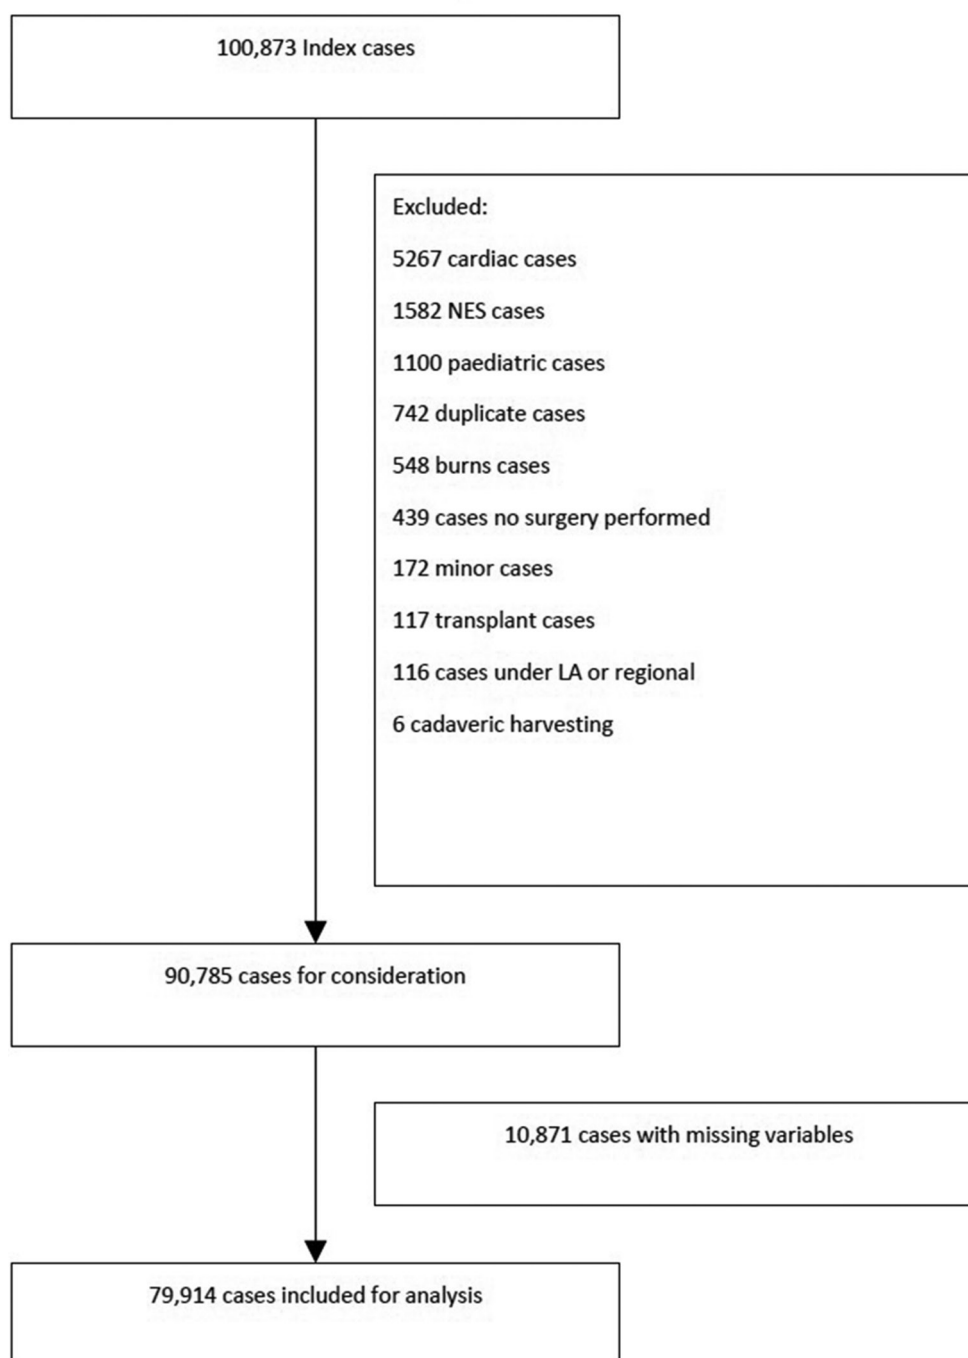 100,873 Index cases
Excluded:
5267 cardiac cases
1582 NES cases
1100 paediatric cases
742 duplicate cases
548 burns cases
439 cases no surgery performed
172 minor cases
117 transplant cases
116 cases under LA or regional
6 cadaveric harvesting
90,785 cases for consideration
10,871 cases with missing variables
79,914 cases included for analysis